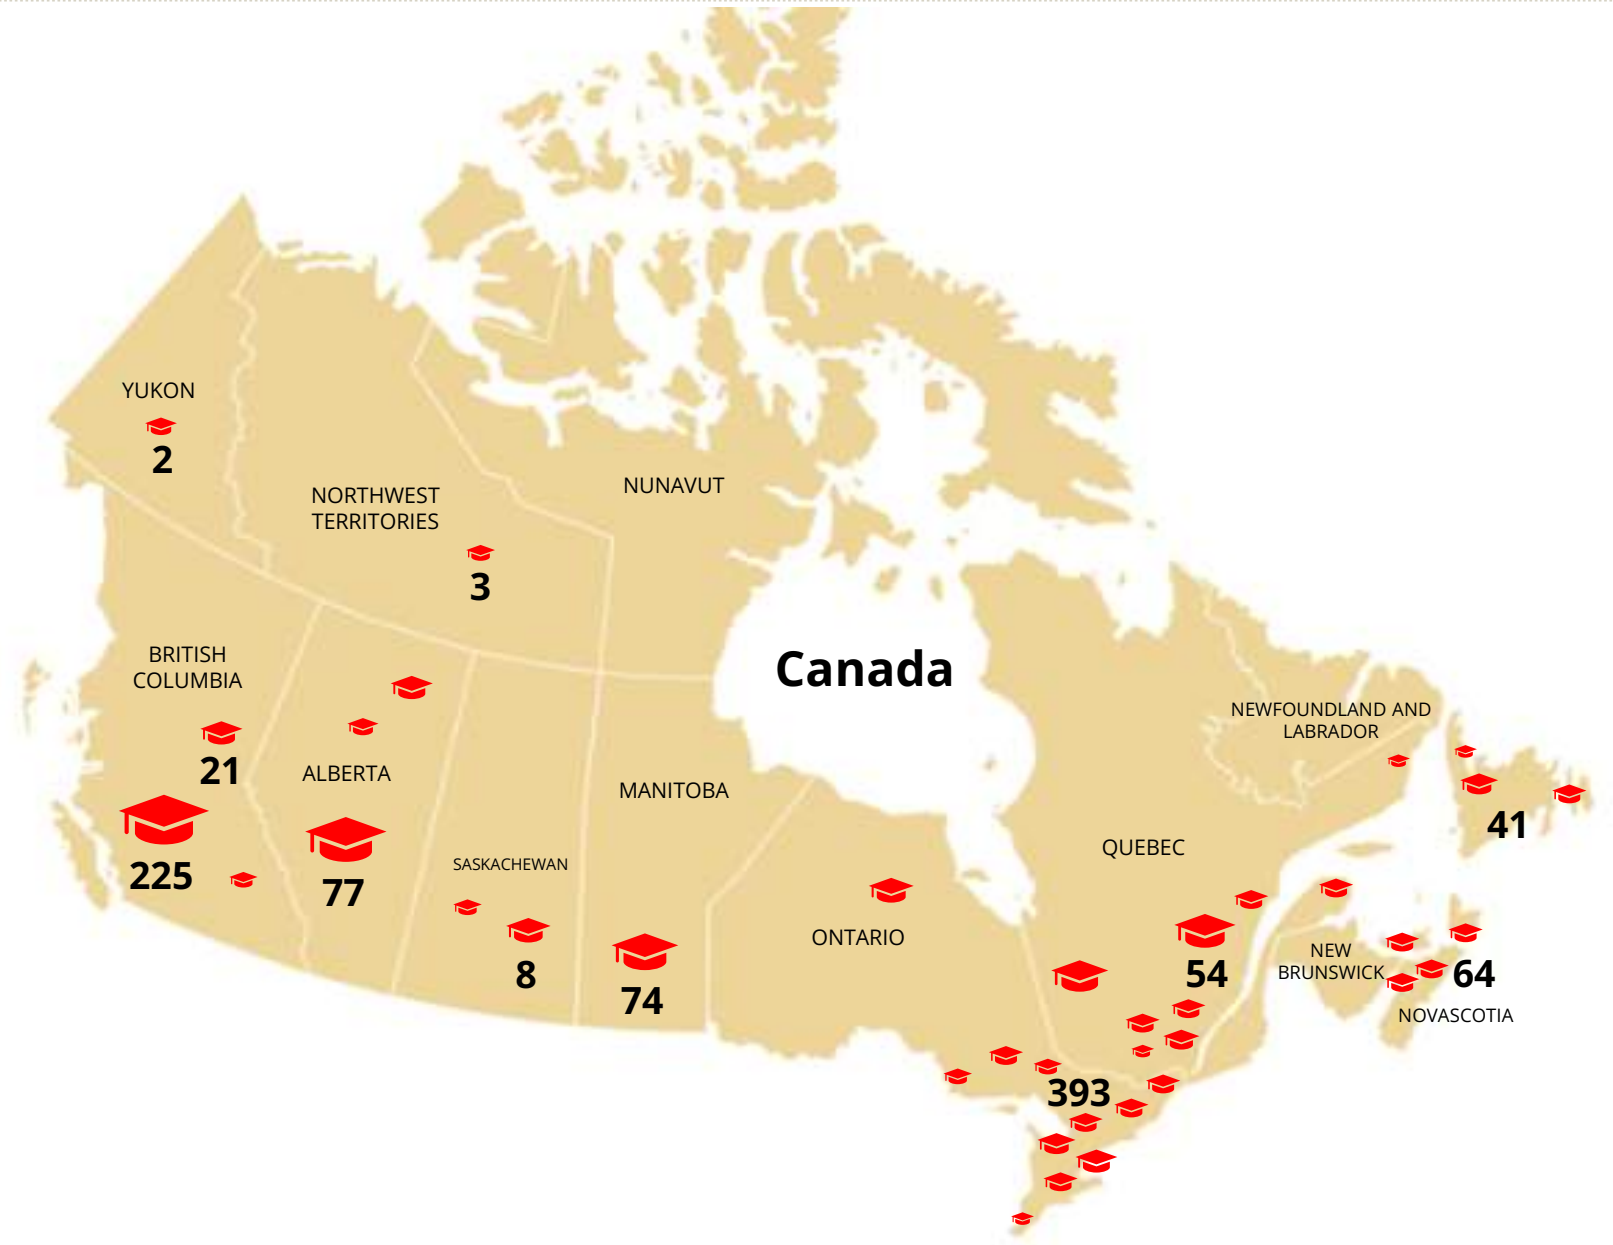 YUKON
2
NORTHWEST
TERRITORIES
3
NUNAVUT
Canada
BRITISH
COLUMBIA
21
225
ALBERTA
77
SASKACHEWAN
8
MANITOBA
74
ONTARIO
393
QUEBEC
54
NEWFOUNDLAND AND
LABRADOR
41
NEW
BRUNSWICK
64
NOVASCOTIA